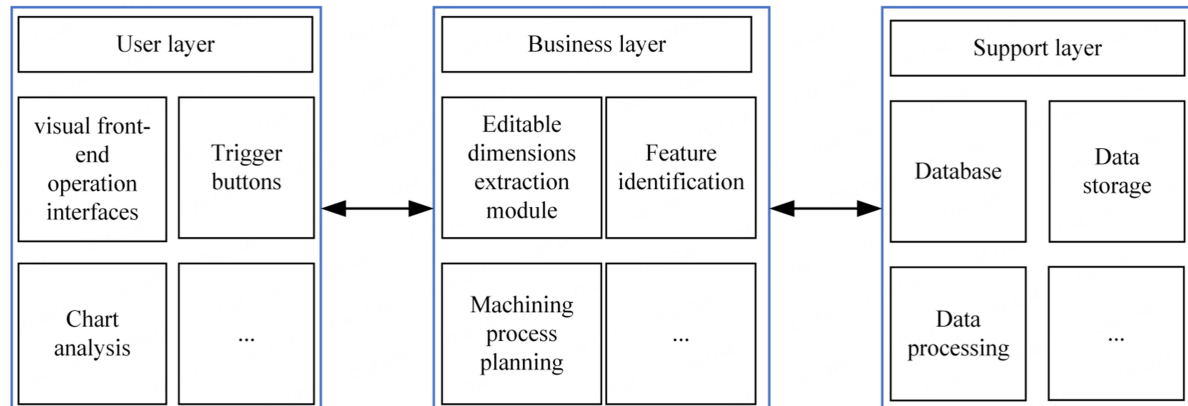 User layer
visual front-
end
operation
interfaces
Trigger
buttons
Chart
analysis
...
Business layer
Editable
dimensions
extraction
module
Feature
identification
Machining
process
planning
...
Support layer
Database
Data
storage
Data
processing
...